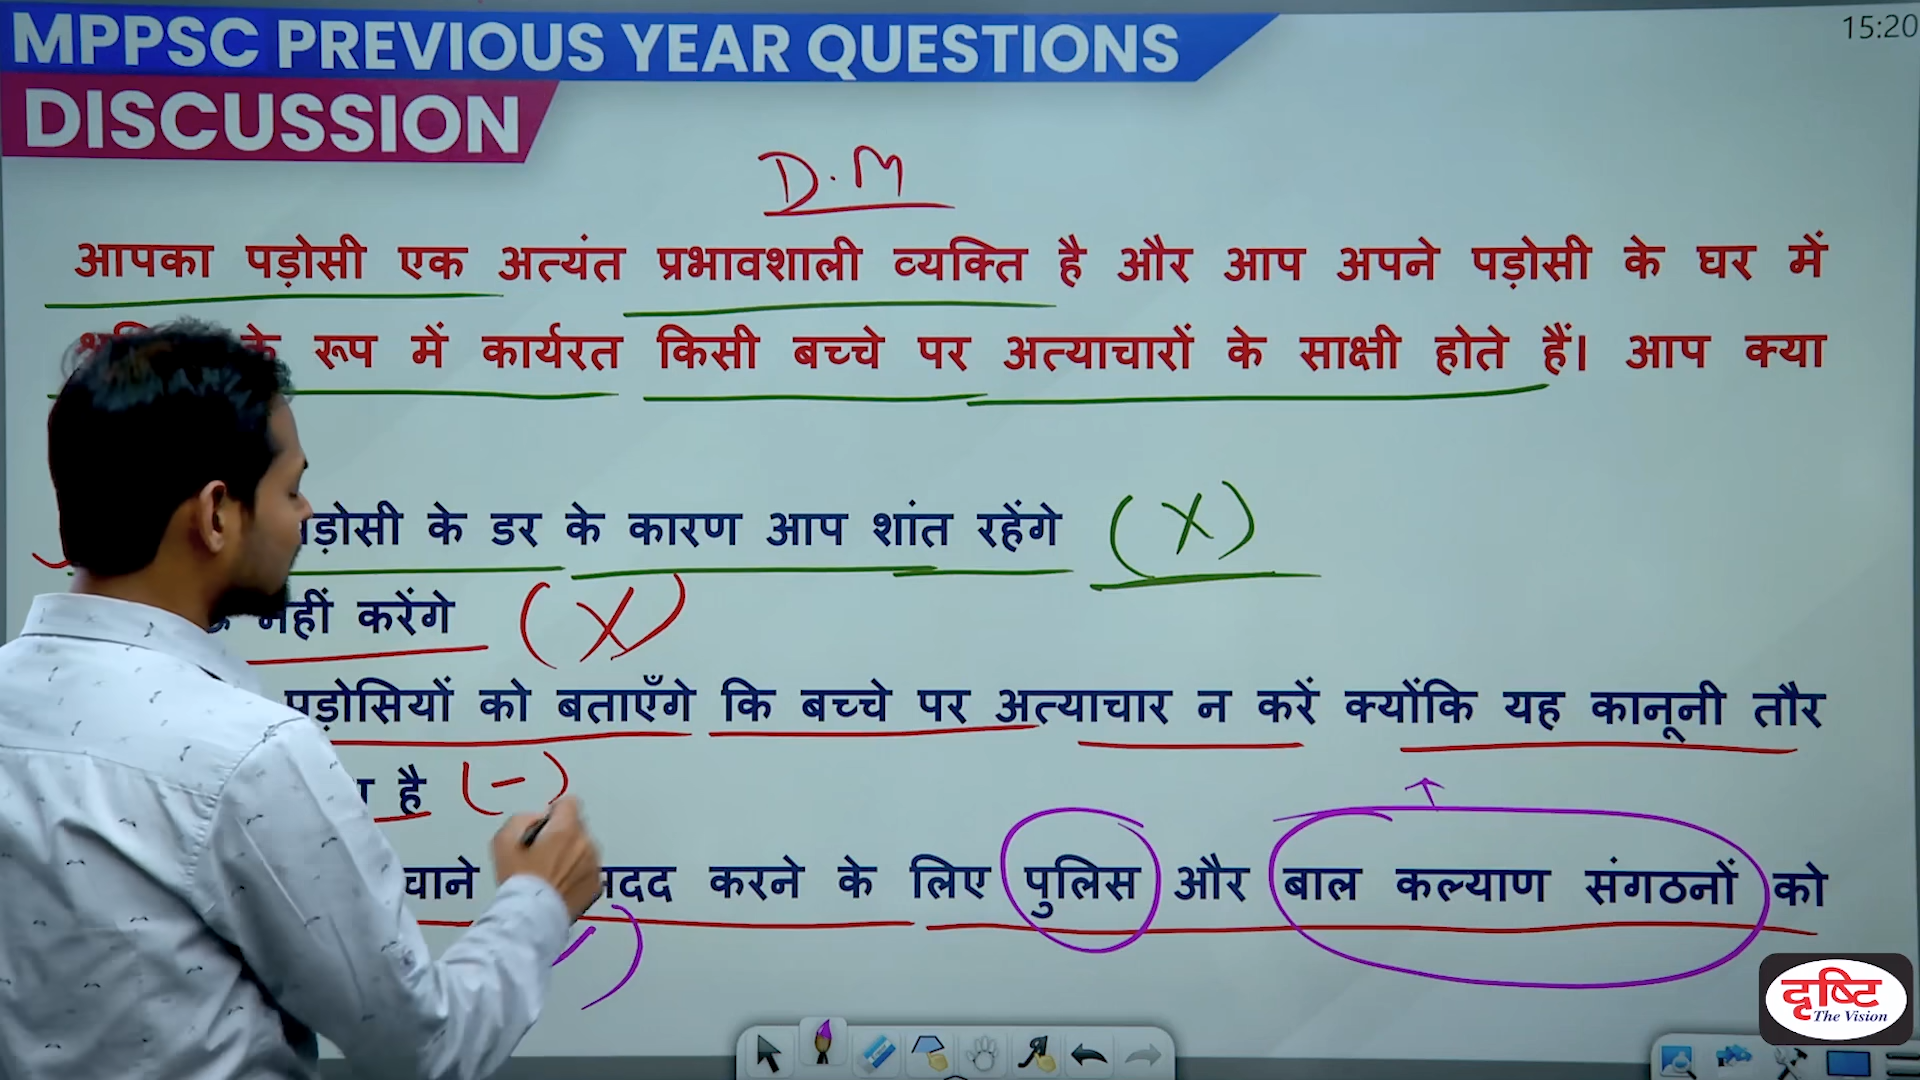 MPPSC PREVIOUS YEAR QUESTIONS
15:20
DISCUSSION
D.M
आपका पड़ोसी एक अत्यंत प्रभावशाली व्यक्ति है और आप अपने पड़ोसी के घर में
के रूप में कार्यरत किसी बच्चे पर अत्याचारों के साक्षी होते हैं। आप क्या
पड़ोसी के डर के कारण आप शांत रहेंगे (X)
नहीं करेंगे (X)
पड़ोसियों को बताएँगे कि बच्चे पर अत्याचार न करें क्योंकि यह कानूनी तौर
है (-)
करने के लिए पुलिस और बाल कल्याण संगठनों को
दृष्टि
The Vision